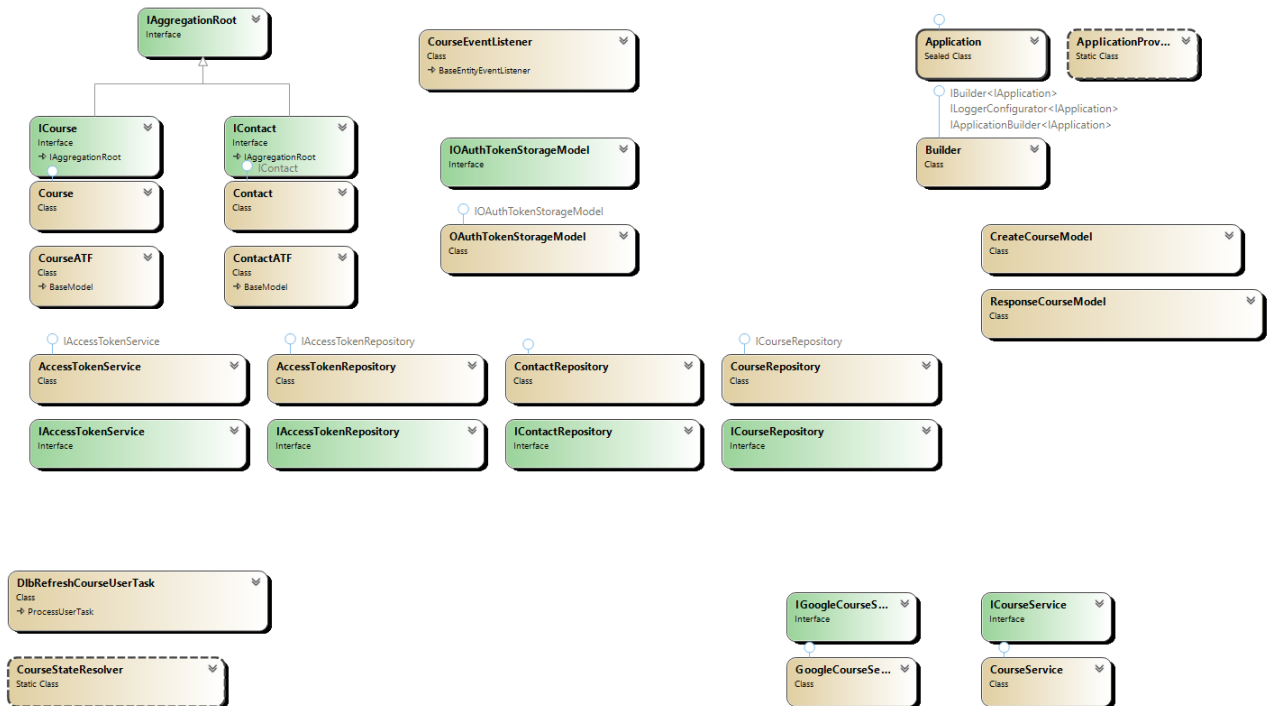 IAggregationRoot
Interface
CourseEventListener
Class
BaseEntityEventListener
Application
Sealed Class
ApplicationProv...
Static Class
IBuilder<IApplication>
ILoggerConfigurator<IApplication>
IApplicationBuilder<IApplication>
ICourse
Interface
IAggregationRoot
IContact
Interface
IAggregationRoot
IContact
IOAuthTokenStorageModel
Interface
Builder
Class
Course
Class
Contact
Class
IOAuthTokenStorageModel
OAuthTokenStorageModel
Class
CreateCourseModel
Class
CourseATF
Class
BaseModel
ContactATF
Class
BaseModel
ResponseCourseModel
Class
IAccessTokenService
IAccessTokenRepository
ICourseRepository
AccessTokenService
Class
AccessTokenRepository
Class
ContactRepository
Class
CourseRepository
Class
IAccessTokenService
Interface
IAccessTokenRepository
Interface
IContactRepository
Interface
ICourseRepository
Interface
DlbRefreshCourseUserTask
Class
ProcessUserTask
IGoogleCourseS...
Interface
ICourseService
Interface
CourseStateResolver
Static Class
GoogleCourseSe...
Class
CourseService
Class